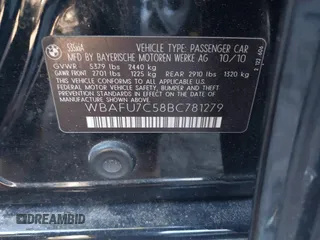 535xiA VEHICLE TYPE: PASSENGER CAR
MFD BY BAYERISCHE MOTOREN WERKE AG 10/10
GVWR 5379 lbs 2440 kg
GAWR FRONT 2701 lbs 1225 kg GAWR REAR 2910 lbs 1320 kg
THIS VEHICLE CONFORMS TO ALL APPLICABLE FEDERAL MOTOR VEHICLE SAFETY, BUMPER, AND THEFT PREVENTION STANDARDS IN EFFECT ON THE DATE OF MANUFACTURE SHOWN ABOVE.
WBAFU7C58BC781279
DREAMBID